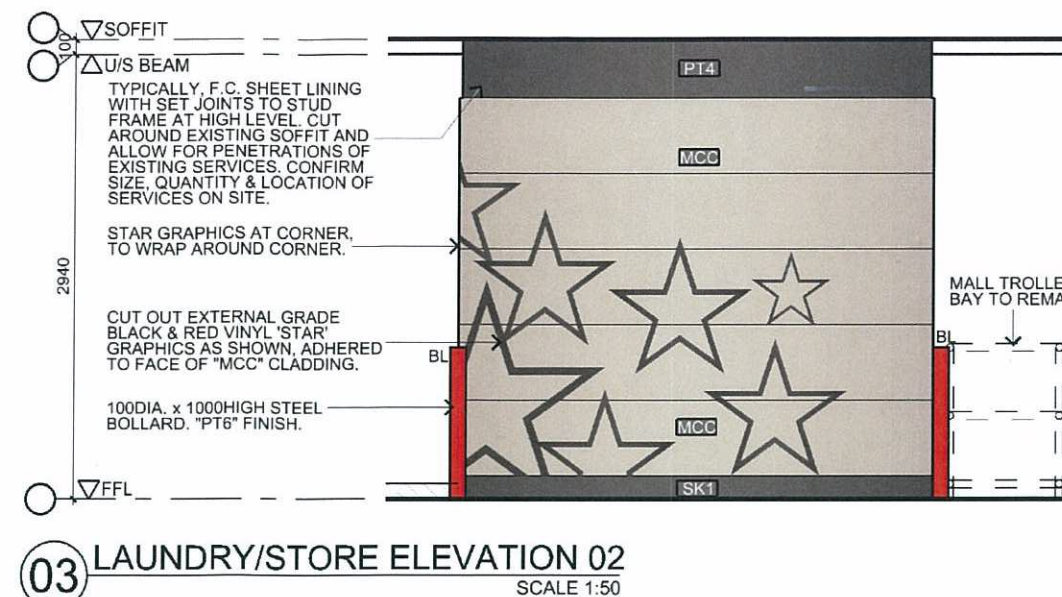 SOFFIT
100
U/S BEAM
TYPICALLY, F.C. SHEET LINING
WITH SET JOINTS TO STUD
FRAME AT HIGH LEVEL. CUT
AROUND EXISTING SOFFIT AND
ALLOW FOR PENETRATIONS OF
EXISTING SERVICES. CONFIRM
SIZE, QUANTITY & LOCATION OF
SERVICES ON SITE.
STAR GRAPHICS AT CORNER,
TO WRAP AROUND CORNER.
2940
CUT OUT EXTERNAL GRADE
BLACK & RED VINYL 'STAR'
GRAPHICS AS SHOWN, ADHERED
TO FACE OF "MCC" CLADDING.
100DIA. x 1000HIGH STEEL
BOLLARD. "PT6" FINISH.
FFL
PT4
MCC
BL
BL
MCC
SK1
MALL TROLLE
BAY TO REMA
03 LAUNDRY/STORE ELEVATION 02
SCALE 1:50